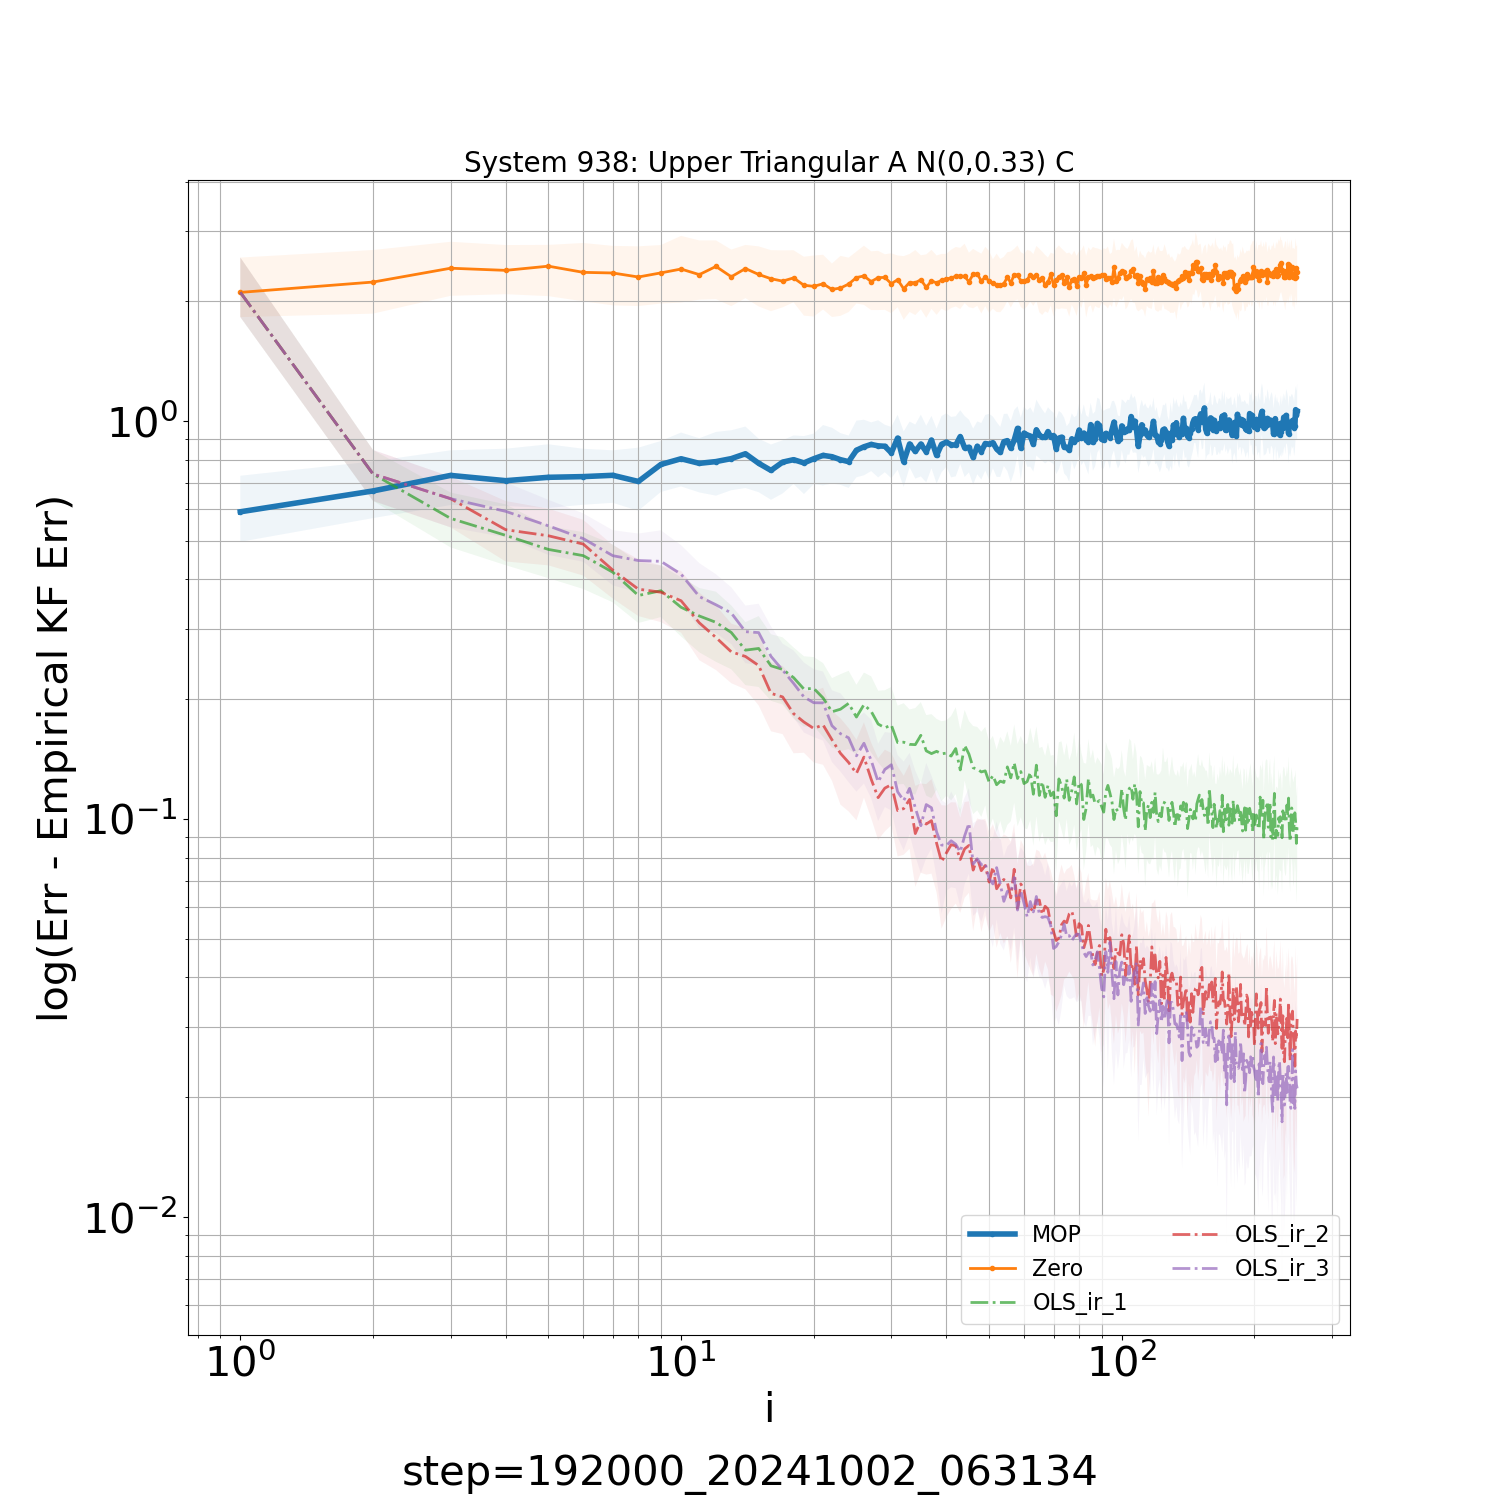 System 938: Upper Triangular A N(0,0.33) C
log(Err - Empirical KF Err)
10⁰
10⁻¹
10⁻²
MOP
Zero
OLS_ir_1
OLS_ir_2
OLS_ir_3
10⁰ 10¹ 10²
i
step=192000_20241002_063134